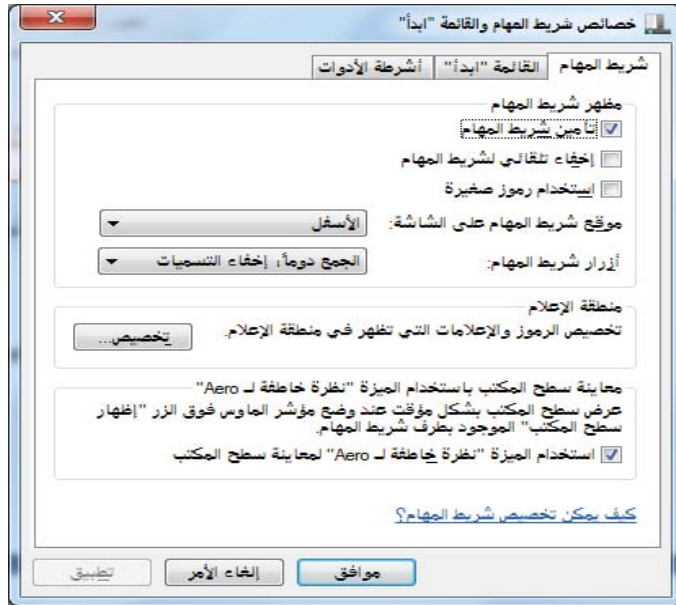 خصائص شريط المهام والقائمة "ابدأ"
شريط المهام
القائمة "ابدأ"
أشرطة الأدوات
مظهر شريط المهام
تأمين شريط المهام
إخفاء تلقائي لشريط المهام
استخدام رموز صغيرة
موقع شريط المهام على الشاشة: الأسفل
أزرار شريط المهام: الجمع دوماً، إخفاء التسميات
منطقة الإعلام
تخصيص الرموز والإعلامات التي تظهر في منطقة الإعلام. تخصيص...
معاينة سطح المكتب باستخدام الميزة "نظرة خاطفة لـ Aero"
عرض سطح المكتب بشكل مؤقت عند وضع مؤشر الماوس فوق الزر "إظهار
سطح المكتب" الموجود بطرف شريط المهام.
استخدام الميزة "نظرة خاطفة لـ Aero" لمعاينة سطح المكتب
كيف يمكن تخصيص شريط المهام؟
موافق
إلغاء الأمر
تطبيق